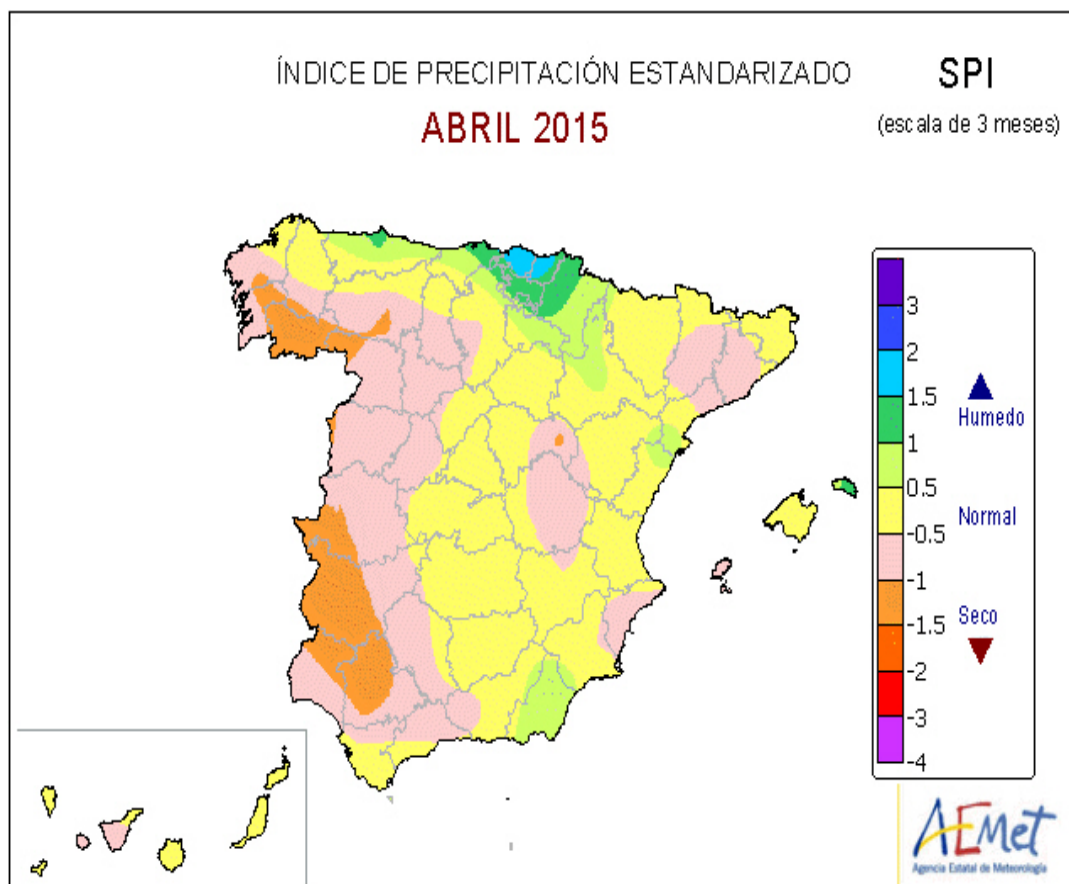 ÍNDICE DE PRECIPITACIÓN ESTANDARIZADO
SPI
ABRIL 2015
(escala de 3 meses)
3
2
1.5
1
0.5
-0.5
-1
-1.5
-2
-3
-4
Humedo
Normal
Seco
AEMet
Agencia Estatal de Meteorología